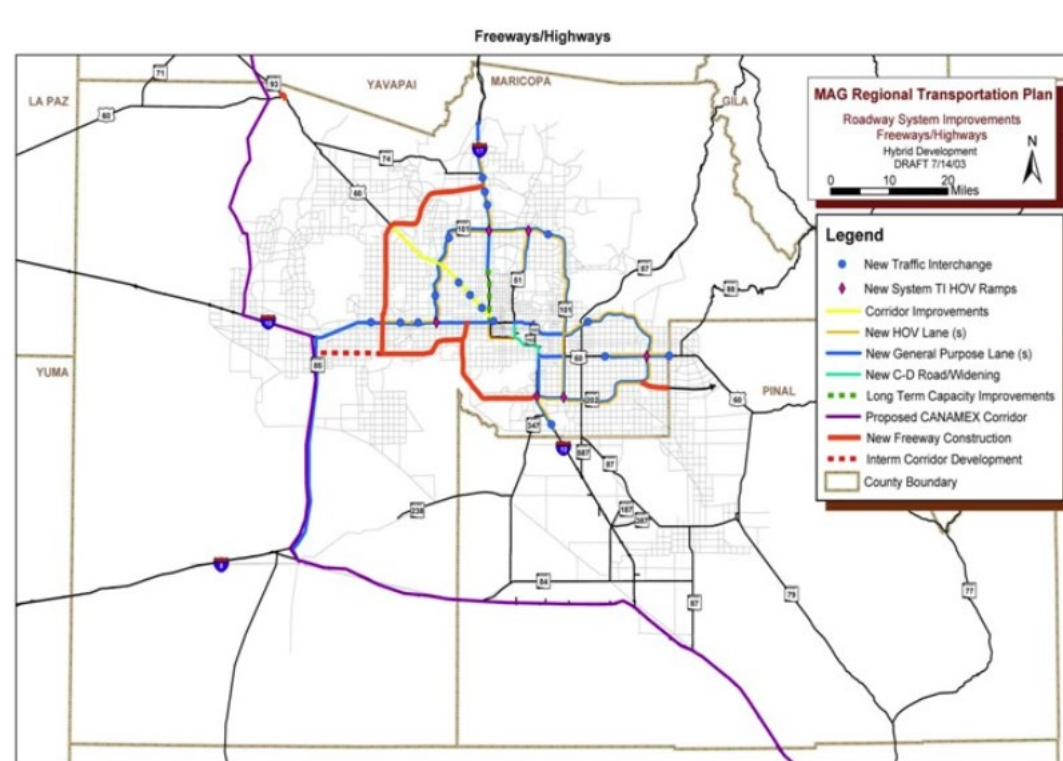 Freeways/Highways
MAG Regional Transportation Plan
Roadway System Improvements
Freeways/Highways
Hybrid Development
DRAFT 7/14/03
N
0 10 20
Miles
LA PAZ
YAVAPAI
MARICOPA
GILA
YUMA
PINAL
71
93
60
74
17
60
101
51
87
88
101
10
85
60
202
60
347
10
587
87
238
187
387
8
84
87
79
77
Legend
New Traffic Interchange
New System TI HOV Ramps
Corridor Improvements
New HOV Lane (s)
New General Purpose Lane (s)
New C-D Road/Widening
Long Term Capacity Improvements
Proposed CANAMEX Corridor
New Freeway Construction
Interm Corridor Development
County Boundary